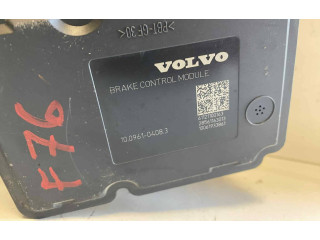 >PBT-GF30<
VOLVO
BRAKE CONTROL MODULE
10.0961-0408.3
F76